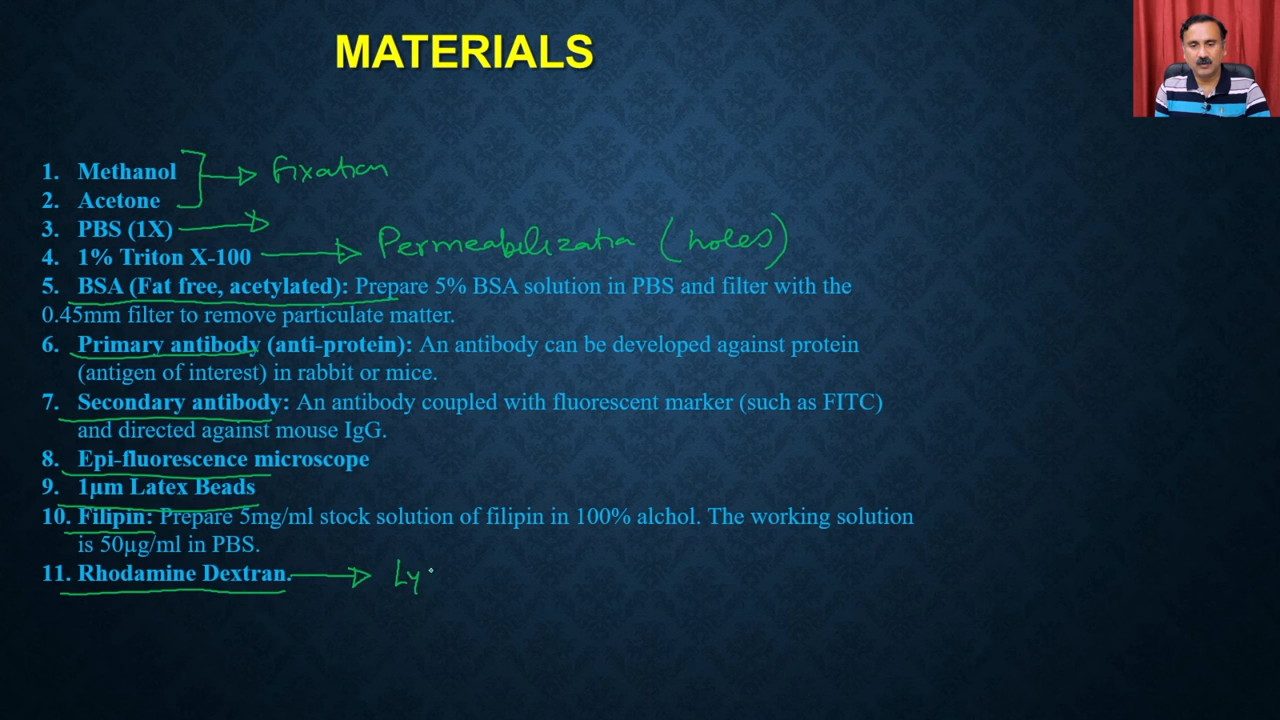 MATERIALS
1. Methanol
fixation
2. Acetone
3. PBS (1X)
4. 1% Triton X-100
Permeabilizatia (holes)
5. BSA (Fat free, acetylated): Prepare 5% BSA solution in PBS and filter with the
0.45mm filter to remove particulate matter.
6. Primary antibody (anti-protein): An antibody can be developed against protein
(antigen of interest) in rabbit or mice.
7. Secondary antibody: An antibody coupled with fluorescent marker (such as FITC)
and directed against mouse IgG.
8. Epi-fluorescence microscope
9. 1µm Latex Beads
10. Filipin: Prepare 5mg/ml stock solution of filipin in 100% alchol. The working solution
is 50µg/ml in PBS.
11. Rhodamine Dextran. Ly